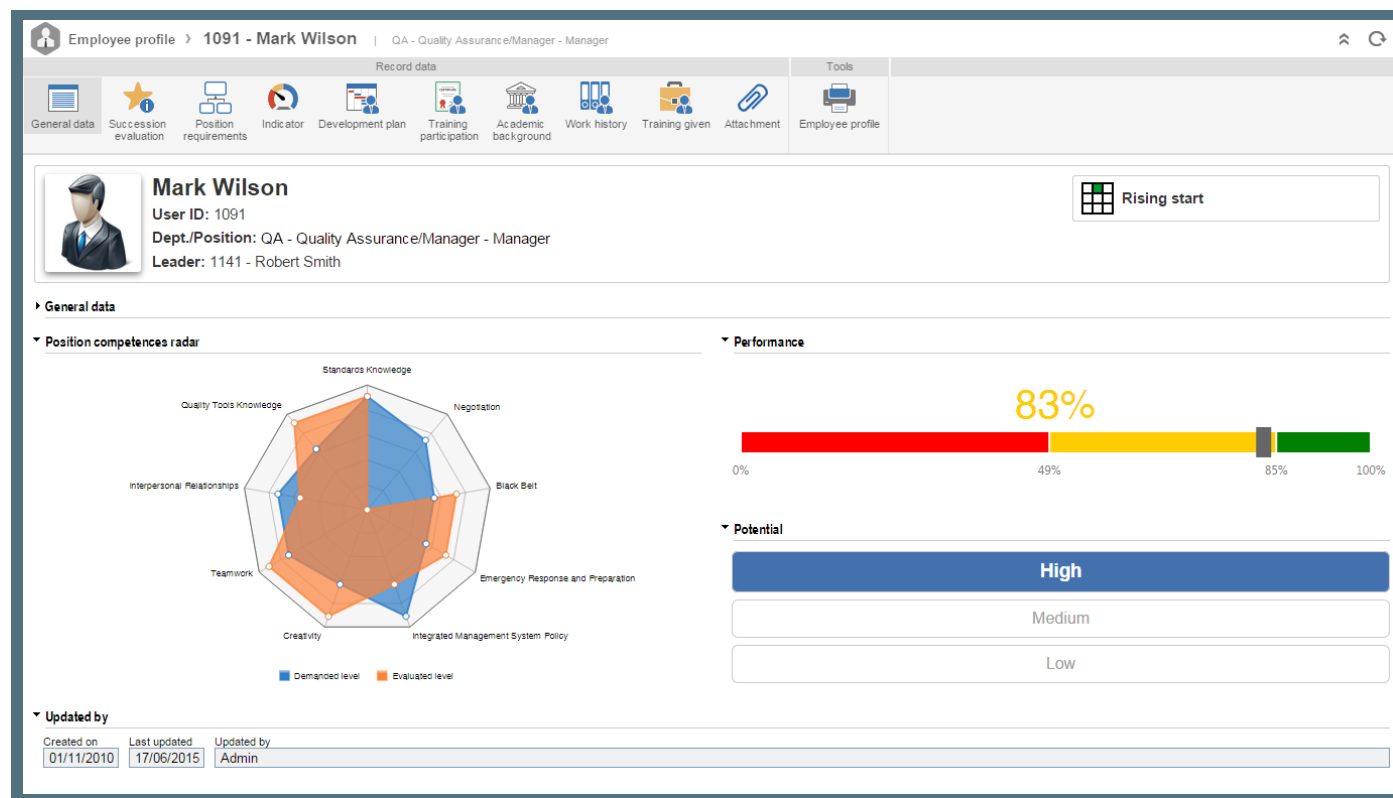 Employee profile > 1091 - Mark Wilson | QA - Quality Assurance/Manager - Manager
Record data
Tools
General data
Succession
evaluation
Position
requirements
Indicator
Development plan
Training
participation
Academic
background
Work history
Training given
Attachment
Employee profile
Mark Wilson
User ID: 1091
Dept./Position: QA - Quality Assurance/Manager - Manager
Leader: 1141 - Robert Smith
Rising start
General data
Position competences radar
Standards Knowledge
Negotiation
Black Belt
Emergency Response and Preparation
Integrated Management System Policy
Creativity
Teamwork
Interpersonal Relationships
Quality Tools Knowledge
Demanded level Evaluated level
Performance
83%
0% 49% 85% 100%
Potential
High
Medium
Low
Updated by
Created on Last updated Updated by
01/11/2010 17/06/2015 Admin